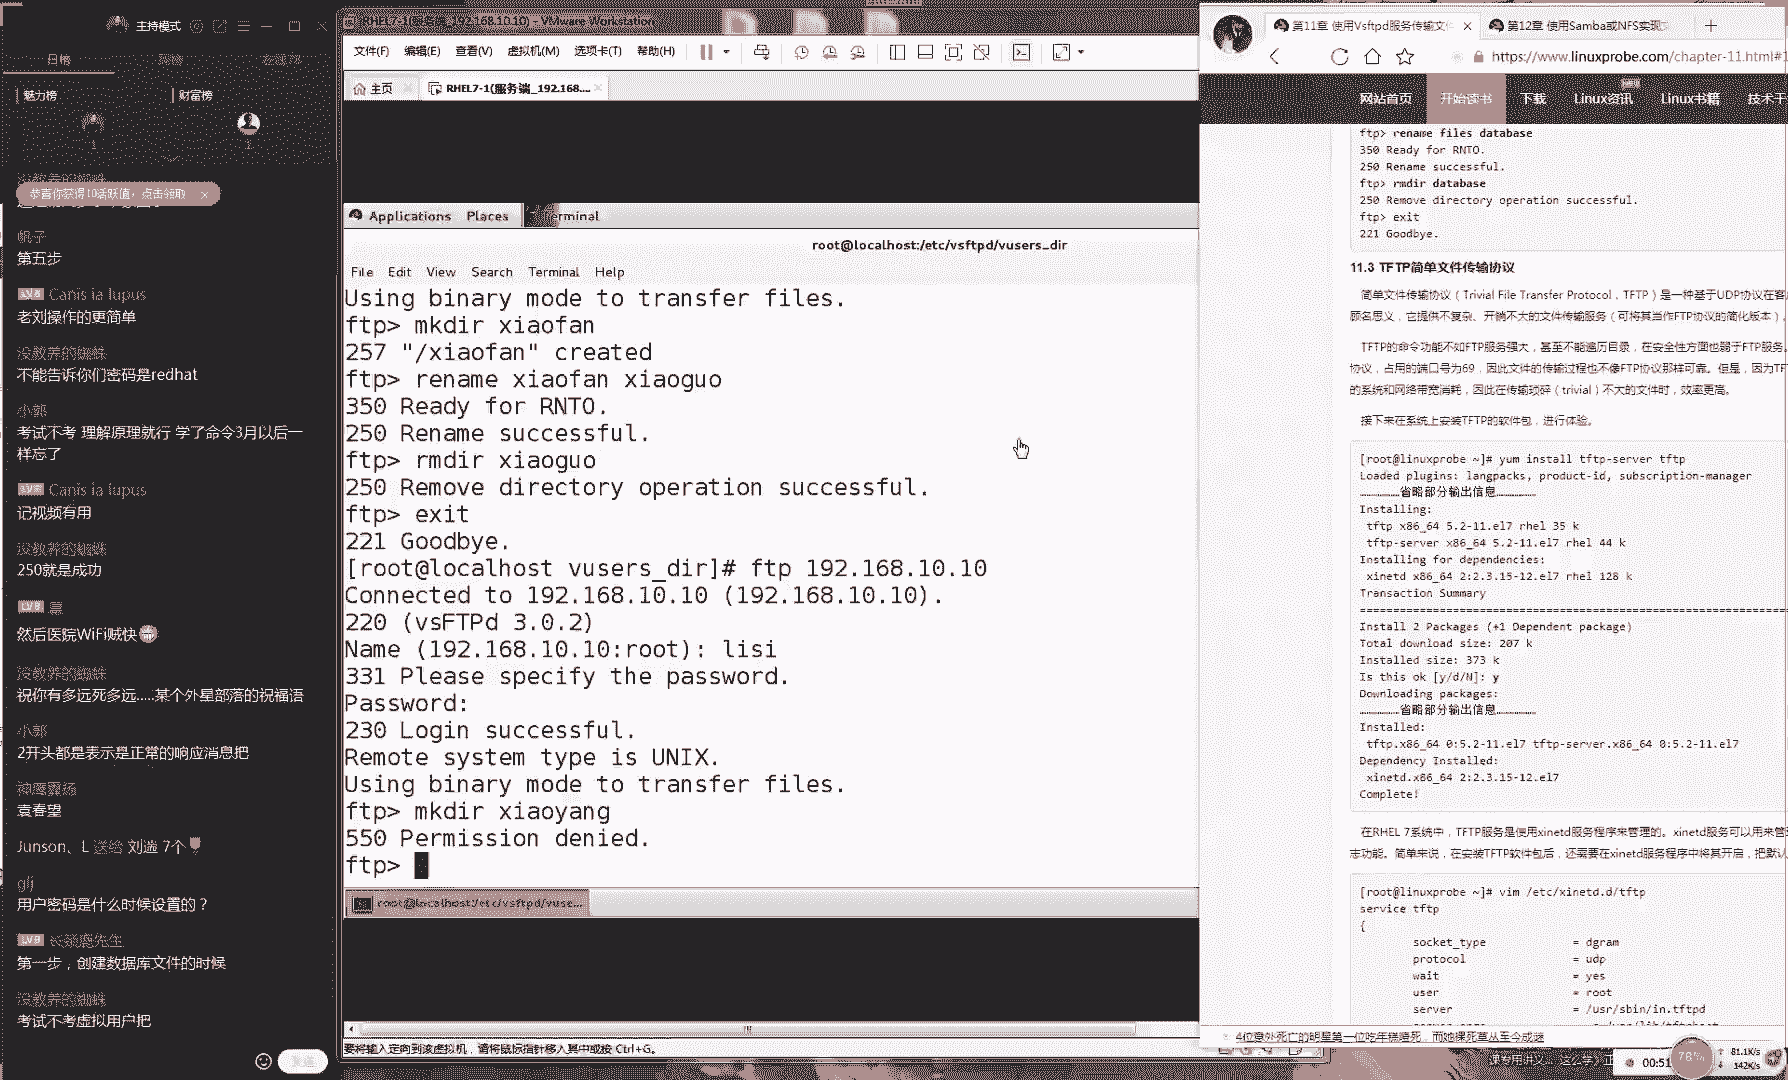 主持模式
日榜
魅力榜
财富榜
1
恭喜你获得10活跃值，点击领取
帆子
第五步
Canis ia lupus
老刘操作的更简单
没教养的蜘蛛
不能告诉你们密码是redhat
小郭
考试不考 理解原理就行 学了命令3月以后一
样忘了
Canis ia lupus
记视频有用
没教养的蜘蛛
250就是成功
然后医院WiFi贼快
没教养的蜘蛛
祝你有多远死多远.....某个外星部落的祝福语
小郭
2开头都是表示是正常的响应消息把
袁春望
Junson、L 送给 刘遄 7个
glj
用户密码是什么时候设置的？
长颈鹿先生
第一步，创建数据库文件的时候
没教养的蜘蛛
考试不考虚拟用户把
RHEL7-1(服务端_192.168.10.10) - VMware Workstation
文件(F) 编辑(E) 查看(V) 虚拟机(M) 选项卡(T) 帮助(H)
主页 RHEL7-1(服务端_192.168....
Applications Places Terminal
root@localhost:/etc/vsftpd/vusers_dir
File Edit View Search Terminal Help
Using binary mode to transfer files.
ftp> mkdir xiaofan
257 "/xiaofan" created
ftp> rename xiaofan xiaoguo
350 Ready for RNTO.
250 Rename successful.
ftp> rmdir xiaoguo
250 Remove directory operation successful.
ftp> exit
221 Goodbye.
[root@localhost vusers_dir]# ftp 192.168.10.10
Connected to 192.168.10.10 (192.168.10.10).
220 (vsFTPd 3.0.2)
Name (192.168.10.10:root): lisi
331 Please specify the password.
Password:
230 Login successful.
Remote system type is UNIX.
Using binary mode to transfer files.
ftp> mkdir xiaoyang
550 Permission denied.
ftp>
root@localhost:/etc/vsftpd/vuse...
要将输入定向到该虚拟机，请将鼠标指针移入其中或按 Ctrl+G。
第11章 使用Vsftpd服务传输文件
第12章 使用Samba或NFS实现
https://www.linuxprobe.com/chapter-11.html#1
网站首页 开始读书 下载 Linux资讯 Linux书籍 技术干
ftp> rename files database
350 Ready for RNTO.
250 Rename successful.
ftp> rmdir database
250 Remove directory operation successful.
ftp> exit
221 Goodbye.
11.3 TFTP简单文件传输协议
简单文件传输协议（Trivial File Transfer Protocol，TFTP）是一种基于UDP协议在客
顾名思义，它提供不复杂、开销不大的文件传输服务（可将其当作FTP协议的简化版本）。
TFTP的命令功能不如FTP服务强大，甚至不能遍历目录，在安全性方面也弱于FTP服务。
协议，占用的端口号为69，因此文件的传输过程也不像FTP协议那样可靠。但是，因为TF
的系统和网络带宽消耗，因此在传输琐碎（trivial）不大的文件时，效率更高。
接下来在系统上安装TFTP的软件包，进行体验。
[root@linuxprobe ~]# yum install tftp-server tftp
Loaded plugins: langpacks, product-id, subscription-manager
………………省略部分输出信息………………
Installing:
tftp x86_64 5.2-11.el7 rhel 35 k
tftp-server x86_64 5.2-11.el7 rhel 44 k
Installing for dependencies:
xinetd x86_64 2:2.3.15-12.el7 rhel 128 k
Transaction Summary
Install 2 Packages (+1 Dependent package)
Total download size: 207 k
Installed size: 373 k
Is this ok [y/d/N]: y
Downloading packages:
………………省略部分输出信息………………
Installed:
tftp.x86_64 0:5.2-11.el7 tftp-server.x86_64 0:5.2-11.el7
Dependency Installed:
xinetd.x86_64 2:2.3.15-12.el7
Complete!
在RHEL 7系统中，TFTP服务是使用xinetd服务程序来管理的。xinetd服务可以用来管
志功能。简单来说，在安装TFTP软件包后，还需要在xinetd服务程序中将其开启，把默认
[root@linuxprobe ~]# vim /etc/xinetd.d/tftp
service tftp
{
socket_type = dgram
protocol = udp
wait = yes
user = root
server = /usr/sbin/in.tftpd
4位意外死亡的明星第一位吃年糕噎死，而她裸死草丛至今成谜
00:51
78%
81.1K/s
142K/s